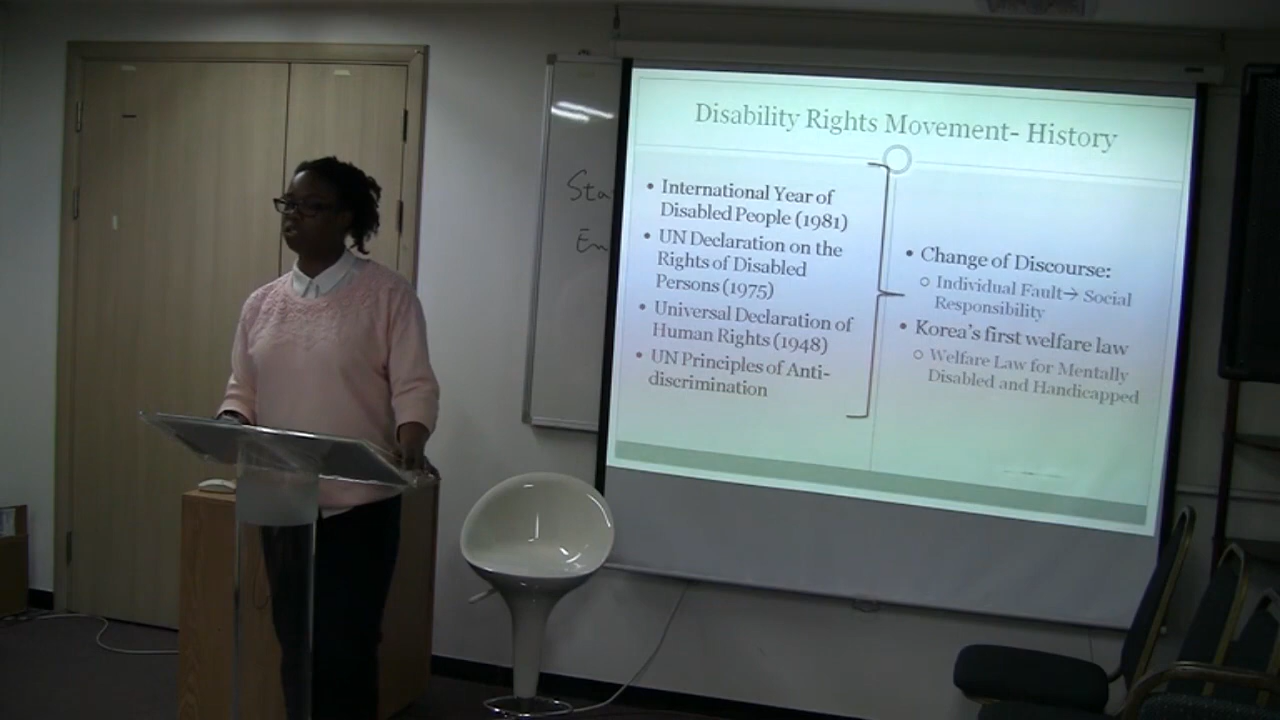 Disability Rights Movement- History
• International Year of
Disabled People (1981)
• UN Declaration on the
Rights of Disabled
Persons (1975)
• Universal Declaration of
Human Rights (1948)
• UN Principles of Anti-
discrimination
• Change of Discourse:
○ Individual Fault→ Social
Responsibility
• Korea's first welfare law
○ Welfare Law for Mentally
Disabled and Handicapped
Sta
En